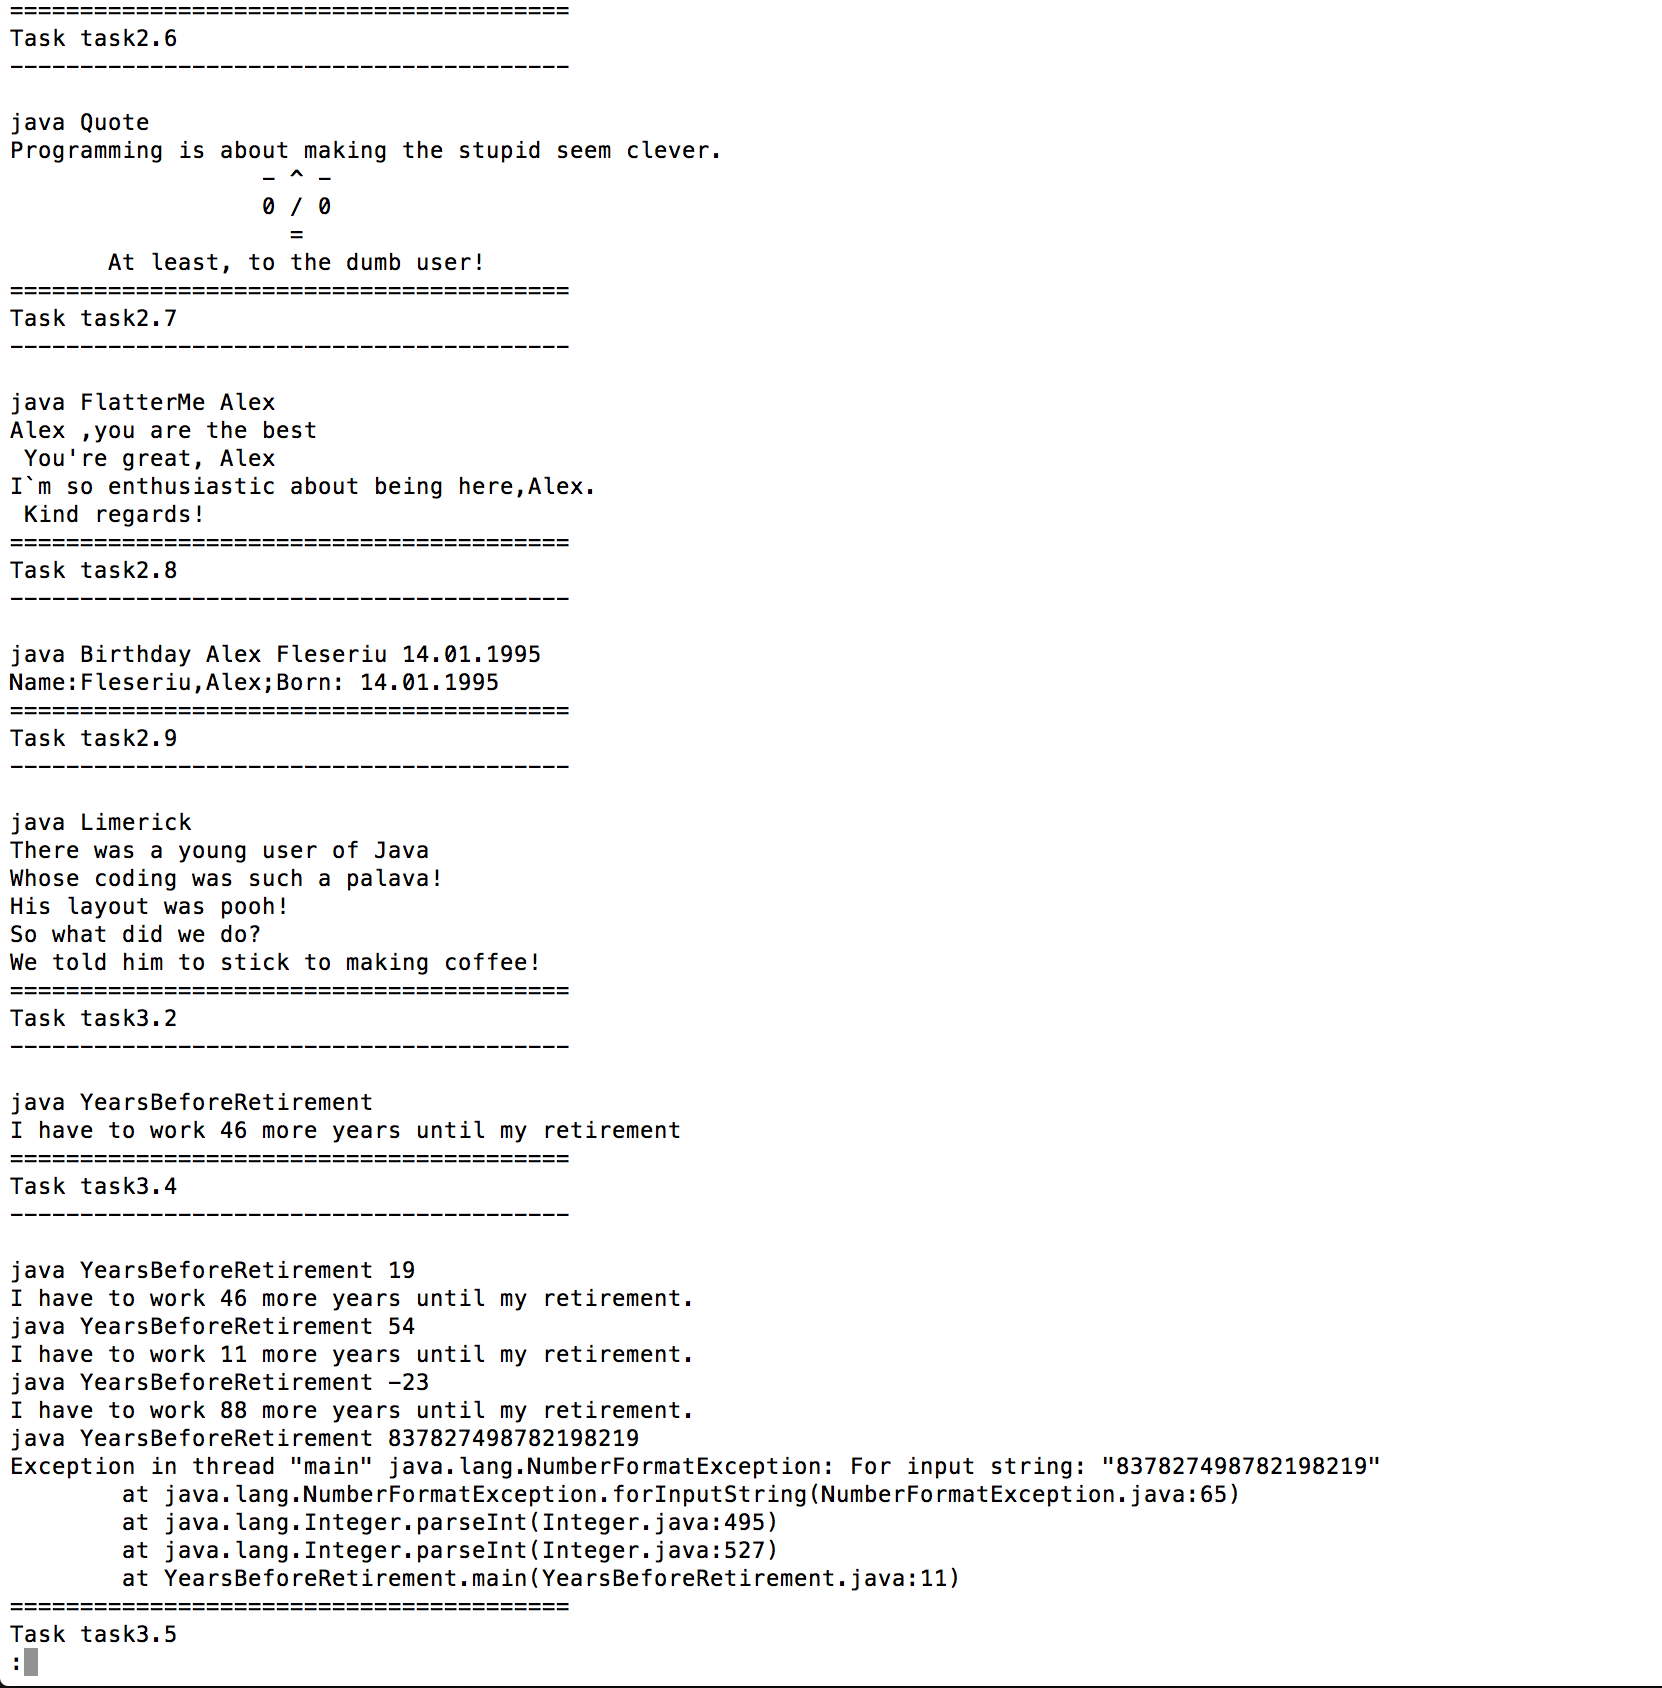 ========================================
Task task2.6
----------------------------------------

java Quote
Programming is about making the stupid seem clever.
                  - ^ -
                  0 / 0
                    =
       At least, to the dumb user!
========================================
Task task2.7
----------------------------------------

java FlatterMe Alex
Alex ,you are the best
 You're great, Alex
I`m so enthusiastic about being here,Alex.
 Kind regards!
========================================
Task task2.8
----------------------------------------

java Birthday Alex Fleseriu 14.01.1995
Name:Fleseriu,Alex;Born: 14.01.1995
========================================
Task task2.9
----------------------------------------

java Limerick
There was a young user of Java
Whose coding was such a palava!
His layout was pooh!
So what did we do?
We told him to stick to making coffee!
========================================
Task task3.2
----------------------------------------

java YearsBeforeRetirement
I have to work 46 more years until my retirement
========================================
Task task3.4
----------------------------------------

java YearsBeforeRetirement 19
I have to work 46 more years until my retirement.
java YearsBeforeRetirement 54
I have to work 11 more years until my retirement.
java YearsBeforeRetirement -23
I have to work 88 more years until my retirement.
java YearsBeforeRetirement 837827498782198219
Exception in thread "main" java.lang.NumberFormatException: For input string: "837827498782198219"
        at java.lang.NumberFormatException.forInputString(NumberFormatException.java:65)
        at java.lang.Integer.parseInt(Integer.java:495)
        at java.lang.Integer.parseInt(Integer.java:527)
        at YearsBeforeRetirement.main(YearsBeforeRetirement.java:11)
========================================
Task task3.5
: